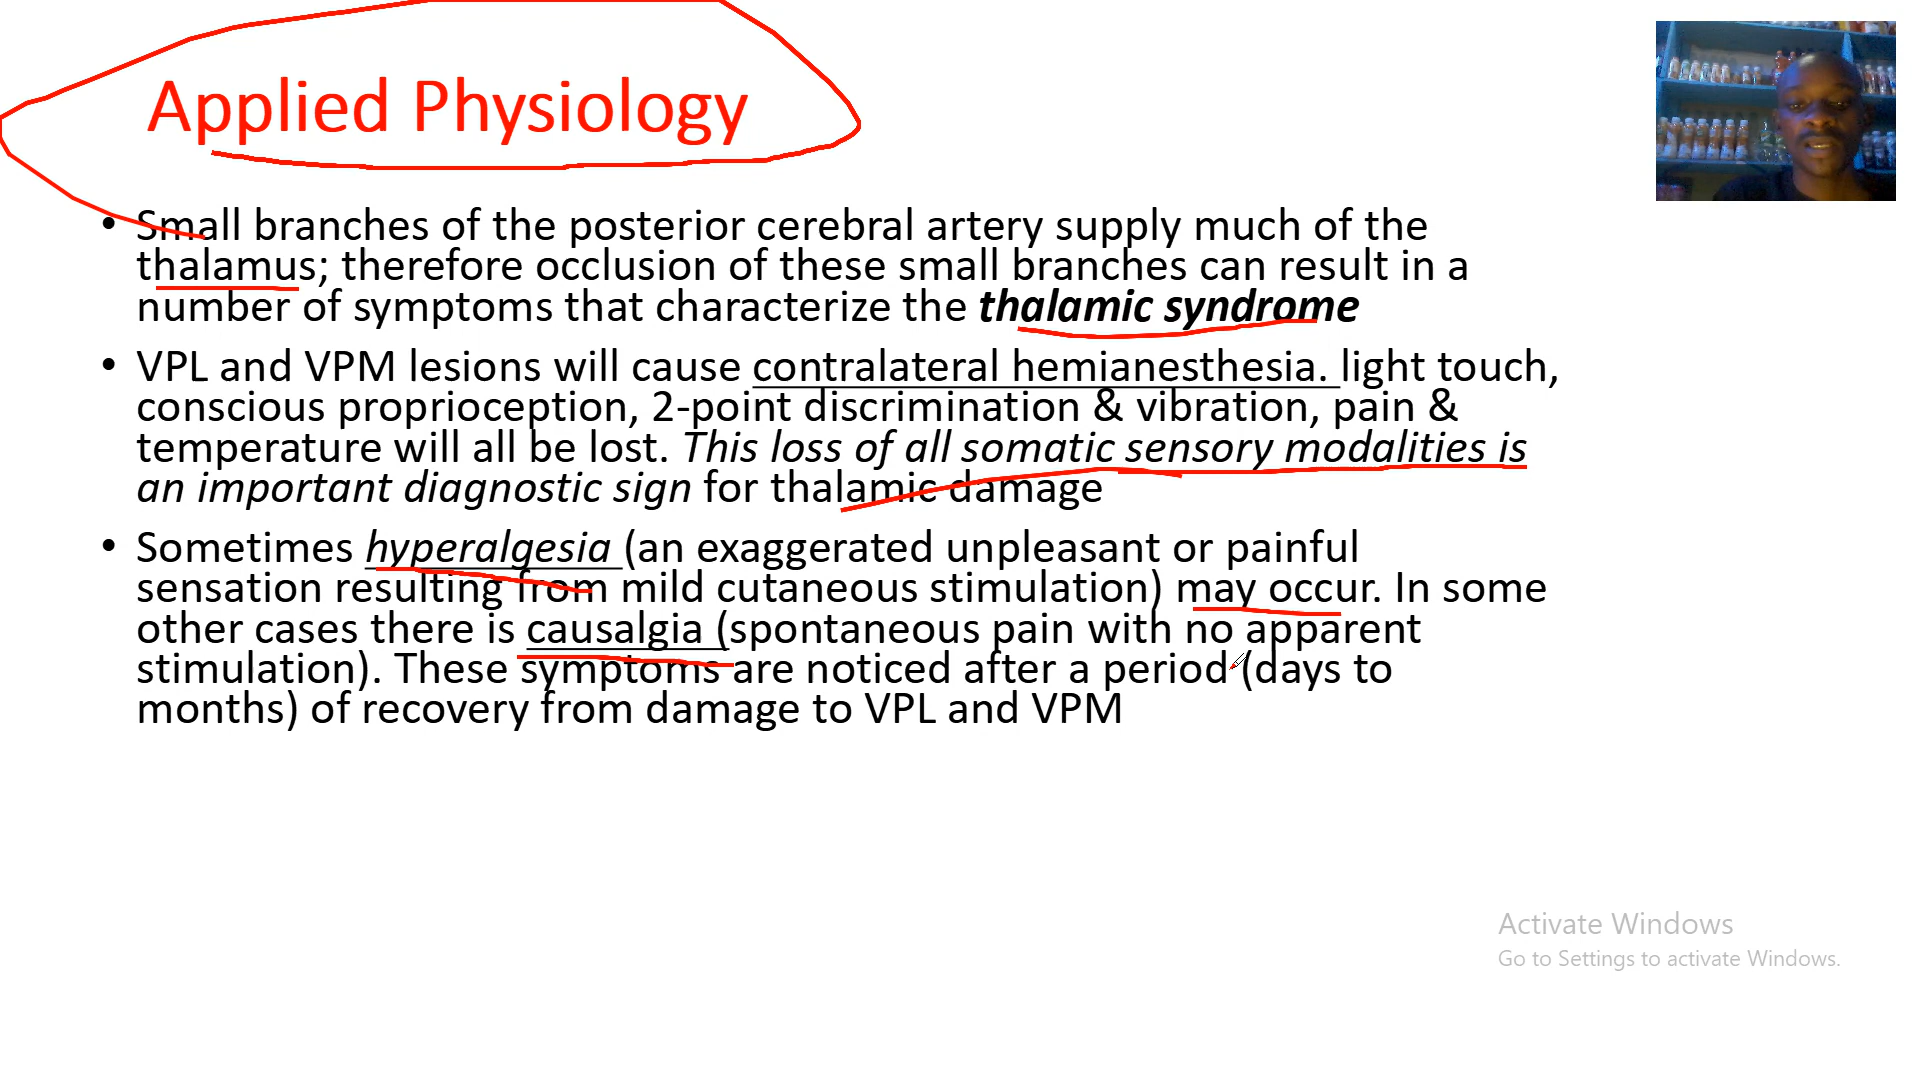 Applied Physiology
• Small branches of the posterior cerebral artery supply much of the
thalamus; therefore occlusion of these small branches can result in a
number of symptoms that characterize the thalamic syndrome
• VPL and VPM lesions will cause contralateral hemianesthesia. light touch,
conscious proprioception, 2-point discrimination & vibration, pain &
temperature will all be lost. This loss of all somatic sensory modalities is
an important diagnostic sign for thalamic damage
• Sometimes hyperalgesia (an exaggerated unpleasant or painful
sensation resulting from mild cutaneous stimulation) may occur. In some
other cases there is causalgia (spontaneous pain with no apparent
stimulation). These symptoms are noticed after a period (days to
months) of recovery from damage to VPL and VPM
Activate Windows
Go to Settings to activate Windows.